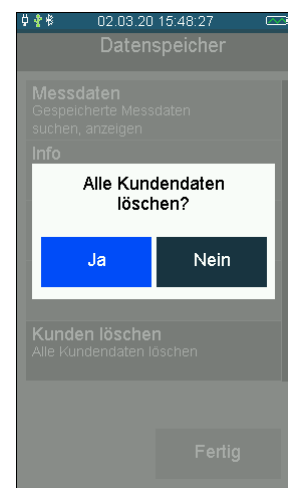 02.03.20 15:48:27
Datenspeicher
Messdaten
Gespeicherte Messdaten
suchen, anzeigen
Info
Alle Kundendaten
löschen?
Ja
Nein
Kunden löschen
Alle Kundendaten löschen
Fertig